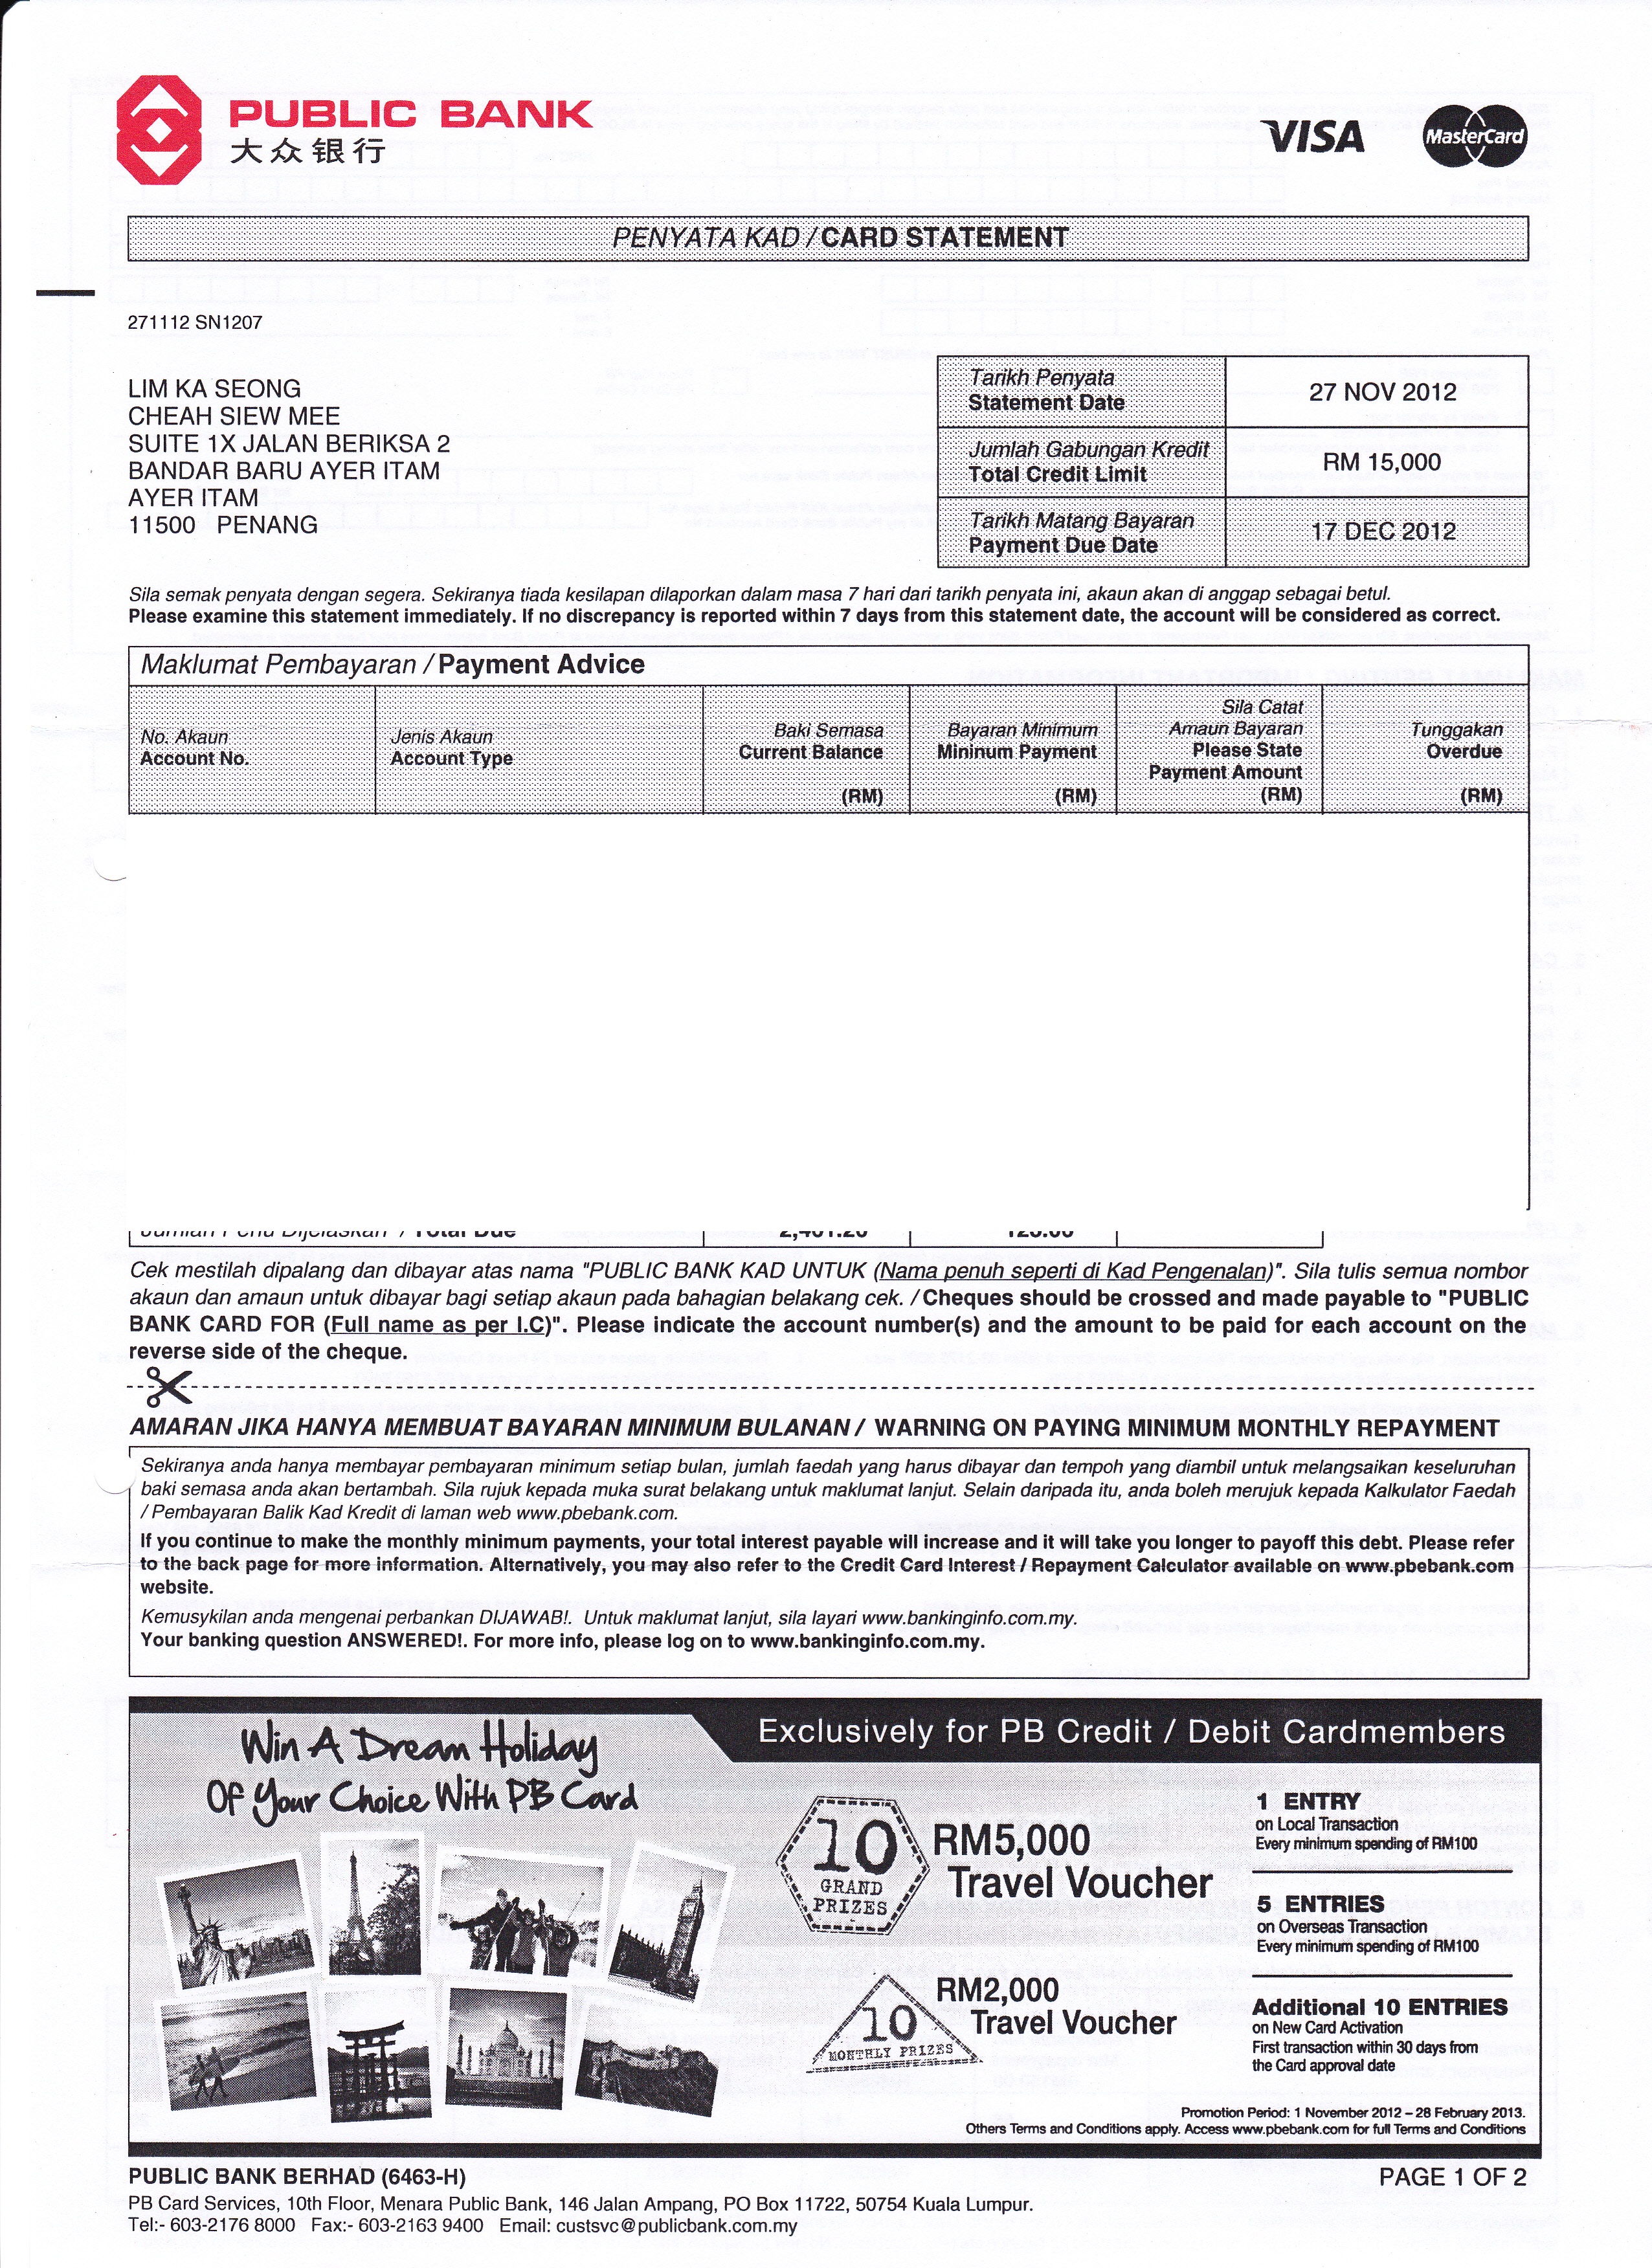 PUBLIC BANK
大众银行
VISA
MasterCard
PENYATA KAD / CARD STATEMENT
271112 SN1207
LIM KA SEONG
CHEAH SIEW MEE
SUITE 1X JALAN BERIKSA 2
BANDAR BARU AYER ITAM
AYER ITAM
11500 PENANG
Tarikh Penyata
Statement Date
27 NOV 2012
Jumlah Gabungan Kredit
Total Credit Limit
RM 15,000
Tarikh Matang Bayaran
Payment Due Date
17 DEC 2012
Sila semak penyata dengan segera. Sekiranya tiada kesilapan dilaporkan dalam masa 7 hari dari tarikh penyata ini, akaun akan di anggap sebagai betul.
Please examine this statement immediately. If no discrepancy is reported within 7 days from this statement date, the account will be considered as correct.
Maklumat Pembayaran / Payment Advice
No. Akaun
Account No.
Jenis Akaun
Account Type
Baki Semasa
Current Balance
(RM)
Bayaran Minimum
Mininum Payment
(RM)
Sila Catat
Amaun Bayaran
Please State
Payment Amount
(RM)
Tunggakan
Overdue
(RM)
Total Due
Cek mestilah dipalang dan dibayar atas nama "PUBLIC BANK KAD UNTUK (Nama penuh seperti di Kad Pengenalan)". Sila tulis semua nombor
akaun dan amaun untuk dibayar bagi setiap akaun pada bahagian belakang cek. / Cheques should be crossed and made payable to "PUBLIC
BANK CARD FOR (Full name as per I.C)". Please indicate the account number(s) and the amount to be paid for each account on the
reverse side of the cheque.
AMARAN JIKA HANYA MEMBUAT BAYARAN MINIMUM BULANAN / WARNING ON PAYING MINIMUM MONTHLY REPAYMENT
Sekiranya anda hanya membayar pembayaran minimum setiap bulan, jumlah faedah yang harus dibayar dan tempoh yang diambil untuk melangsaikan keseluruhan
baki semasa anda akan bertambah. Sila rujuk kepada muka surat belakang untuk maklumat lanjut. Selain daripada itu, anda boleh merujuk kepada Kalkulator Faedah
/ Pembayaran Balik Kad Kredit di laman web www.pbebank.com.
If you continue to make the monthly minimum payments, your total interest payable will increase and it will take you longer to payoff this debt. Please refer
to the back page for more information. Alternatively, you may also refer to the Credit Card Interest / Repayment Calculator available on www.pbebank.com
website.
Kemusykilan anda mengenai perbankan DIJAWAB!. Untuk maklumat lanjut, sila layari www.bankinginfo.com.my.
Your banking question ANSWERED!. For more info, please log on to www.bankinginfo.com.my.
Win A Dream Holiday
Of Your Choice With PB Card
Exclusively for PB Credit / Debit Cardmembers
10
GRAND
PRIZES
RM5,000
Travel Voucher
10
MONTHLY PRIZES
RM2,000
Travel Voucher
1 ENTRY
on Local Transaction
Every minimum spending of RM100
5 ENTRIES
on Overseas Transaction
Every minimum spending of RM100
Additional 10 ENTRIES
on New Card Activation
First transaction within 30 days from
the Card approval date
Promotion Period: 1 November 2012 – 28 February 2013.
Others Terms and Conditions apply. Access www.pbebank.com for full Terms and Conditions
PUBLIC BANK BERHAD (6463-H)
PAGE 1 OF 2
PB Card Services, 10th Floor, Menara Public Bank, 146 Jalan Ampang, PO Box 11722, 50754 Kuala Lumpur.
Tel:- 603-2176 8000 Fax:- 603-2163 9400 Email: custsvc@publicbank.com.my